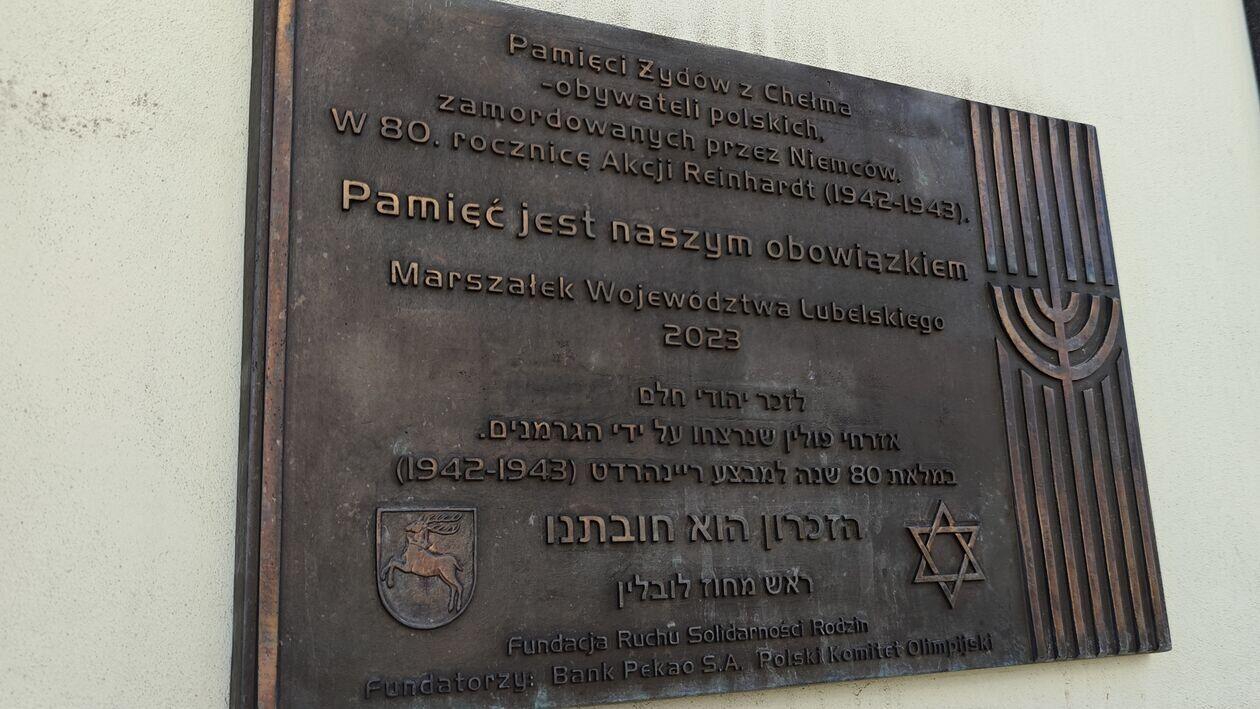 Pamięci Żydów z Chełma
-obywateli polskich,
zamordowanych przez Niemców.
W 80. rocznicę Akcji Reinhardt (1942-1943).
Pamięć jest naszym obowiązkiem
Marszałek Województwa Lubelskiego
2023
לזכר יהודי חלם
אזרחי פולין שנרצחו על ידי הגרמנים.
במלאת 80 שנה למבצע ריינהרדט (1942-1943)
הזכרון הוא חובתנו
ראש מחוז לובלין
Fundacja Ruchu Solidarności Rodzin
Fundatorzy: Bank Pekao S.A. Polski Komitet Olimpijski